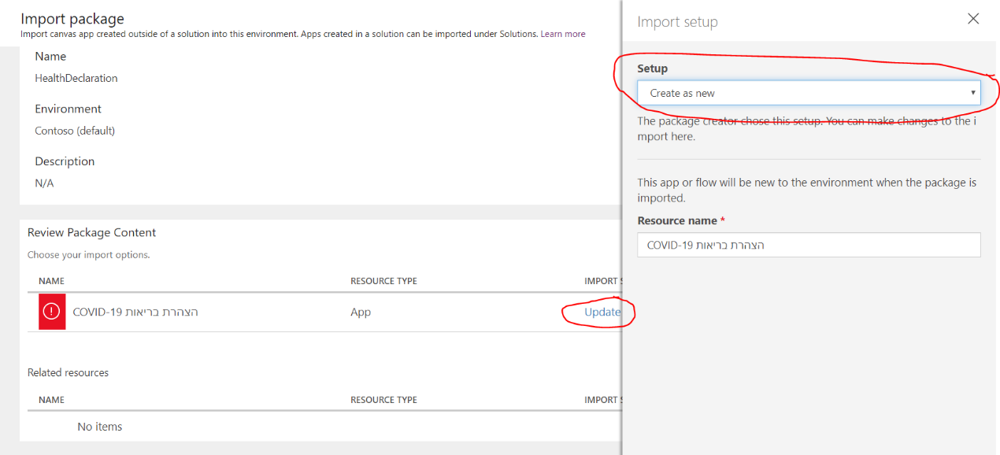 Import package
Import canvas app created outside of a solution into this environment. Apps created in a solution can be imported under Solutions. Learn more
Name
HealthDeclaration
Environment
Contoso (default)
Description
N/A
Review Package Content
Choose your import options.
NAME RESOURCE TYPE IMPORT S
COVID-19 הצהרת בריאות App Update
Related resources
NAME RESOURCE TYPE IMPORT S
No items
Import setup
Setup
Create as new
The package creator chose this setup. You can make changes to the i
mport here.
This app or flow will be new to the environment when the package is
imported.
Resource name *
COVID-19 הצהרת בריאות